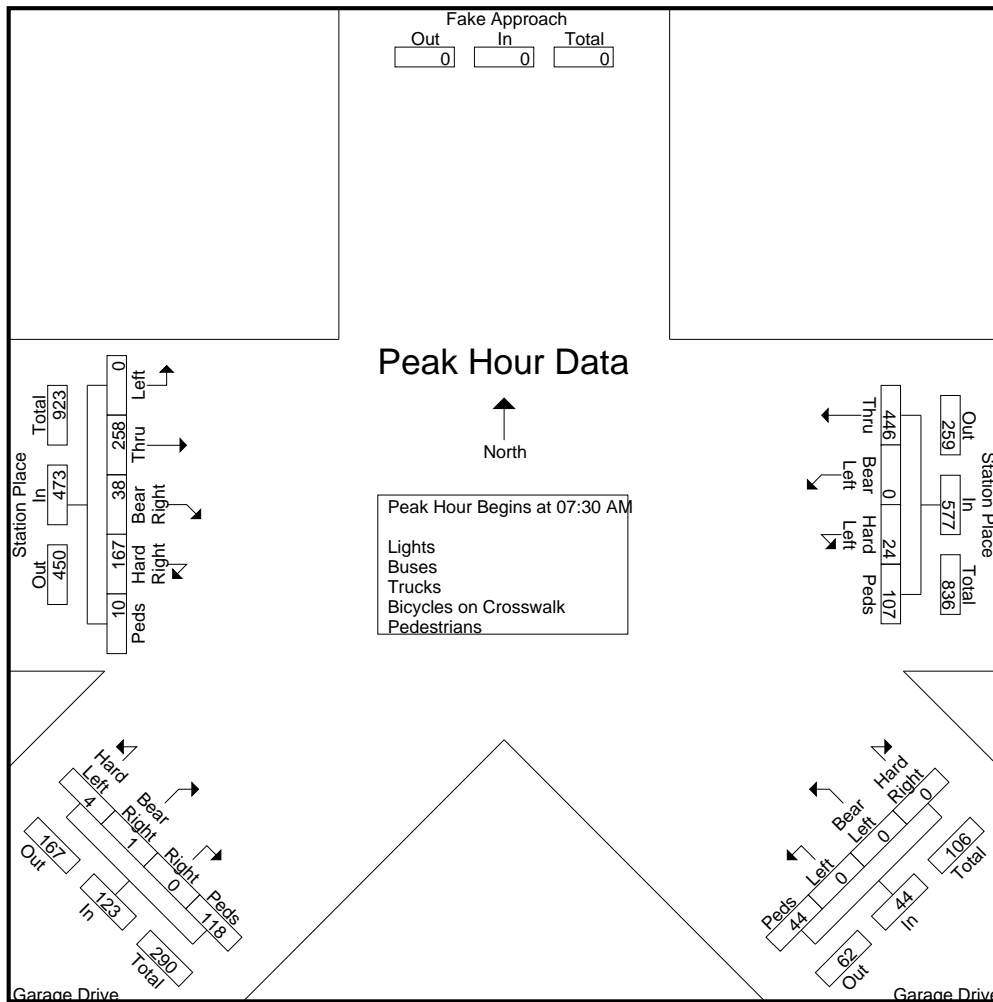 Fake Approach
Out In Total
0 0 0
Peak Hour Data
North
Peak Hour Begins at 07:30 AM
Lights
Buses
Trucks
Bicycles on Crosswalk
Pedestrians
Station Place
Out In Total
450 473 923
Peds Hard Right Bear Right Thru Left
10 167 38 258 0
Station Place
Out In Total
259 577 836
Thru Bear Left Hard Left Peds
446 0 24 107
Hard Left Bear Right Right Peds
4 1 0 118
Out In Total
167 123 290
Garage Drive
Peds Left Bear Left Hard Right
44 0 0 0
Out In Total
62 44 106
Garage Drive